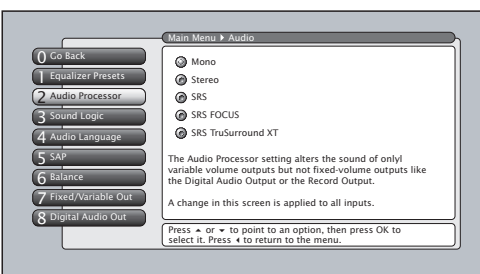 Main Menu ▶ Audio
0 Go Back
1 Equalizer Presets
2 Audio Processor
3 Sound Logic
4 Audio Language
5 SAP
6 Balance
7 Fixed/Variable Out
8 Digital Audio Out
Mono
Stereo
SRS
SRS FOCUS
SRS TruSurround XT
The Audio Processor setting alters the sound of onlyl
variable volume outputs but not fixed-volume outputs like
the Digital Audio Output or the Record Output.
A change in this screen is applied to all inputs.
Press ▲ or ▼ to point to an option, then press OK to
select it. Press ◀ to return to the menu.